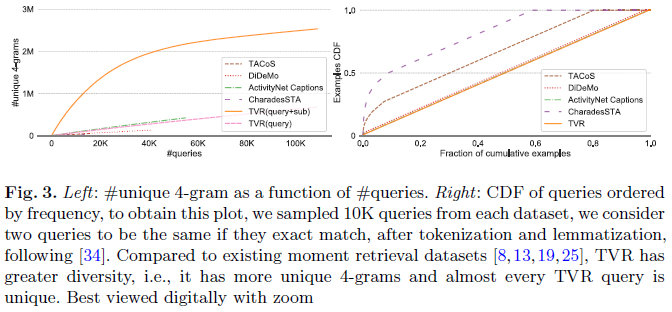 3M
2M
1M
0
#unique 4-gram
0
20K
40K
60K
80K
100K
#queries
TACoS
DiDeMo
ActivityNet Captions
CharadesSTA
TVR(query+sub)
TVR(query)
1.0
0.5
0.0
Examples CDF
0.0
0.2
0.4
0.6
0.8
1.0
Fraction of cumulative examples
TACoS
DiDeMo
ActivityNet Captions
CharadesSTA
TVR
Fig. 3. Left: #unique 4-gram as a function of #queries. Right: CDF of queries ordered
by frequency, to obtain this plot, we sampled 10K queries from each dataset, we consider
two queries to be the same if they exact match, after tokenization and lemmatization,
following [34]. Compared to existing moment retrieval datasets [8,13,19,25], TVR has
greater diversity, i.e., it has more unique 4-grams and almost every TVR query is
unique. Best viewed digitally with zoom